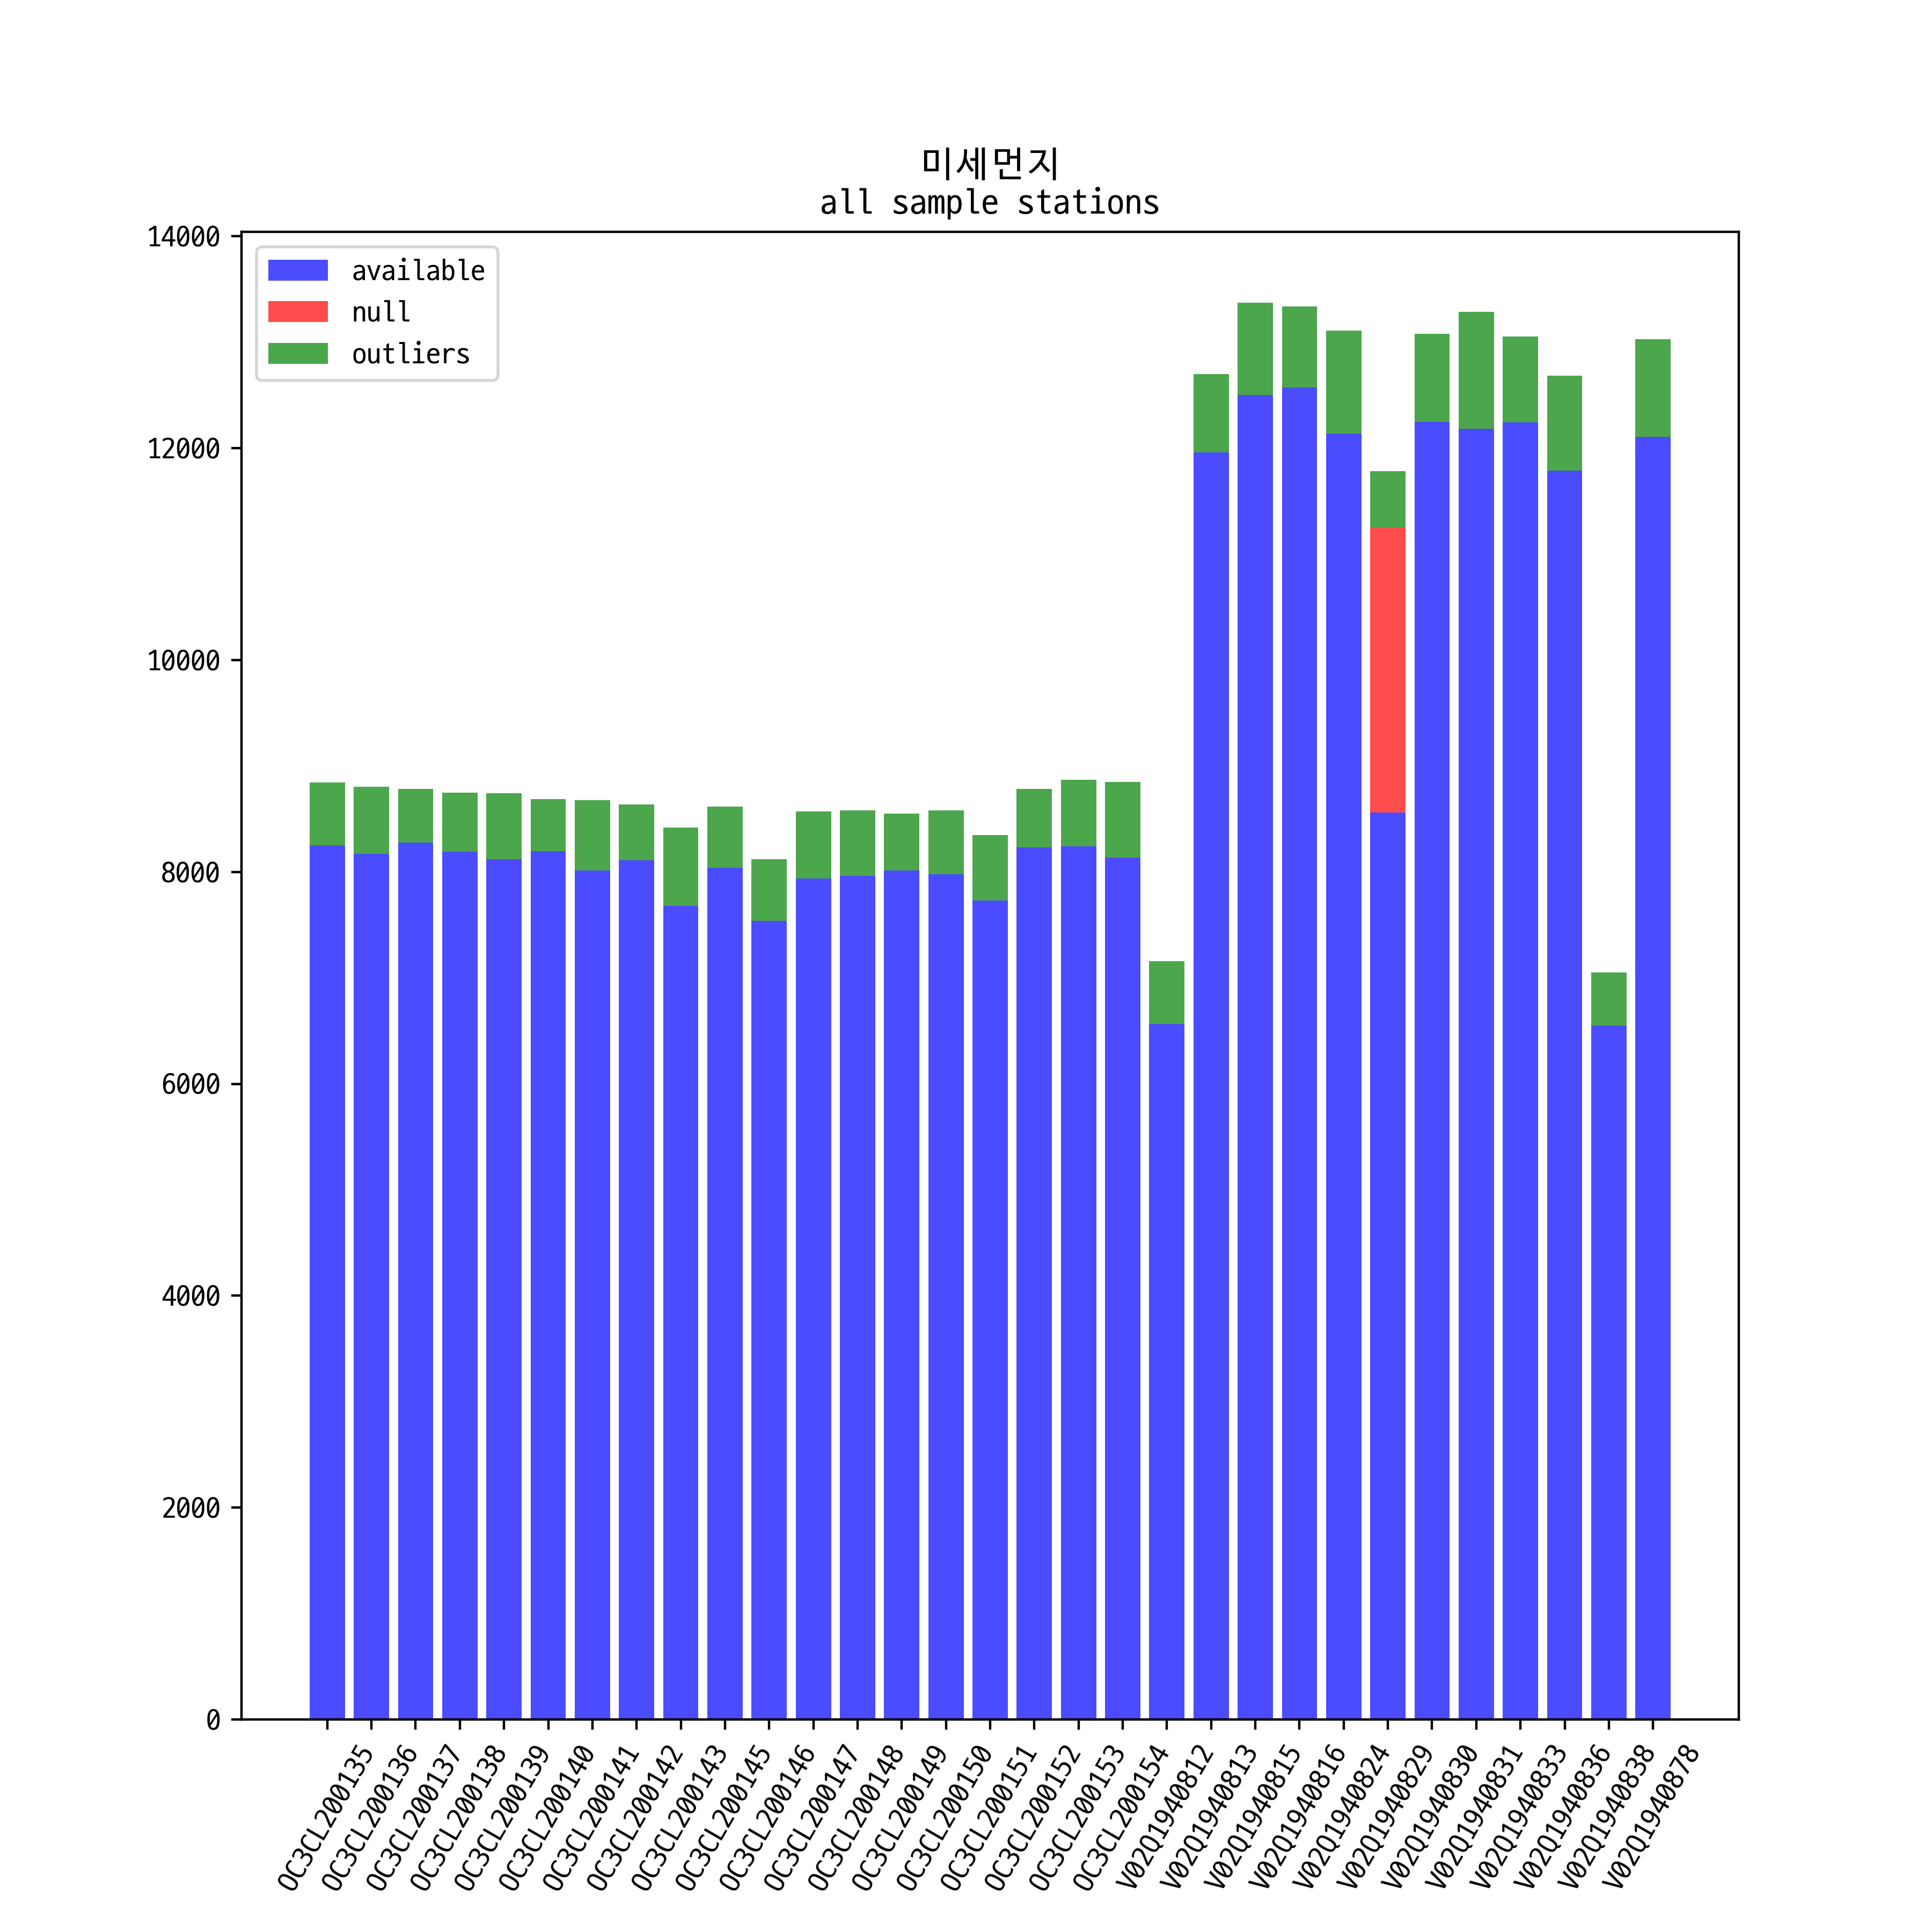 미세먼지
all sample stations
14000
12000
10000
8000
6000
4000
2000
0
available
null
outliers
OC3CL200135
OC3CL200136
OC3CL200137
OC3CL200138
OC3CL200139
OC3CL200140
OC3CL200141
OC3CL200142
OC3CL200143
OC3CL200145
OC3CL200146
OC3CL200147
OC3CL200148
OC3CL200149
OC3CL200150
OC3CL200151
OC3CL200152
OC3CL200153
OC3CL200154
V02Q1940812
V02Q1940813
V02Q1940815
V02Q1940816
V02Q1940824
V02Q1940829
V02Q1940830
V02Q1940831
V02Q1940833
V02Q1940836
V02Q1940838
V02Q1940878